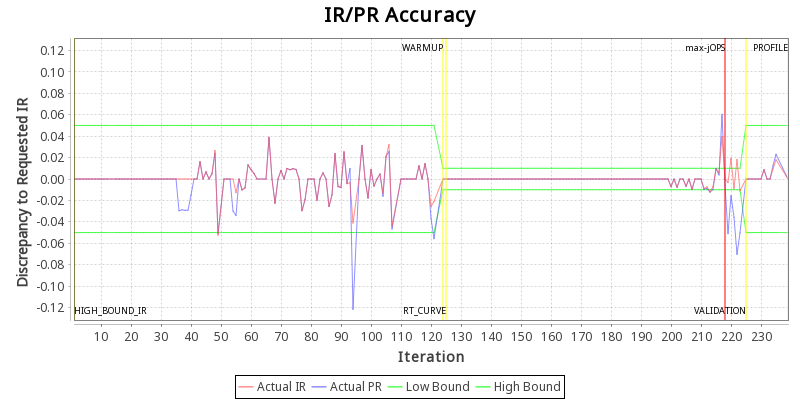 IR/PR Accuracy
Discrepancy to Requested IR
0.12
0.10
0.08
0.06
0.04
0.02
0.00
-0.02
-0.04
-0.06
-0.08
-0.10
-0.12
WARMUP
max-jOPS
PROFILE
HIGH_BOUND_IR
RT_CURVE
VALIDATION
10 20 30 40 50 60 70 80 90 100 110 120 130 140 150 160 170 180 190 200 210 220 230
Iteration
Actual IR Actual PR Low Bound High Bound